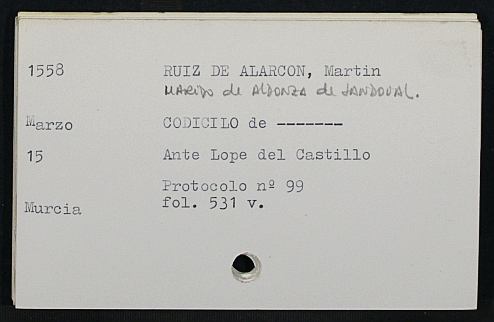 1558 RUIZ DE ALARCON, Martin
MARIDO de ALDONZA de SANDOVAL.
Marzo CODICILO de -------
15 Ante Lope del Castillo
Protocolo nº 99
Murcia fol. 531 v.